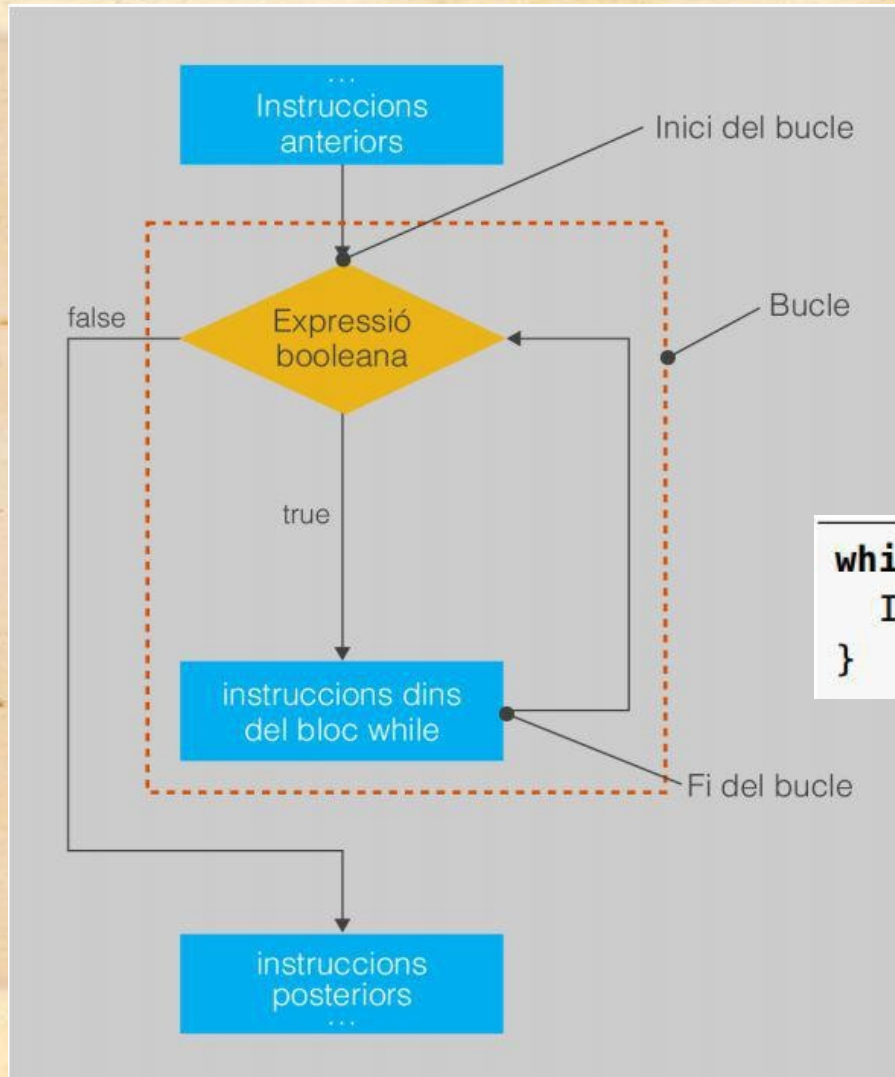 ...
Instruccions
anteriors
Inici del bucle
Bucle
false
Expressió
booleana
true
whi
I
}
instruccions dins
del bloc while
Fi del bucle
instruccions
posteriors
...